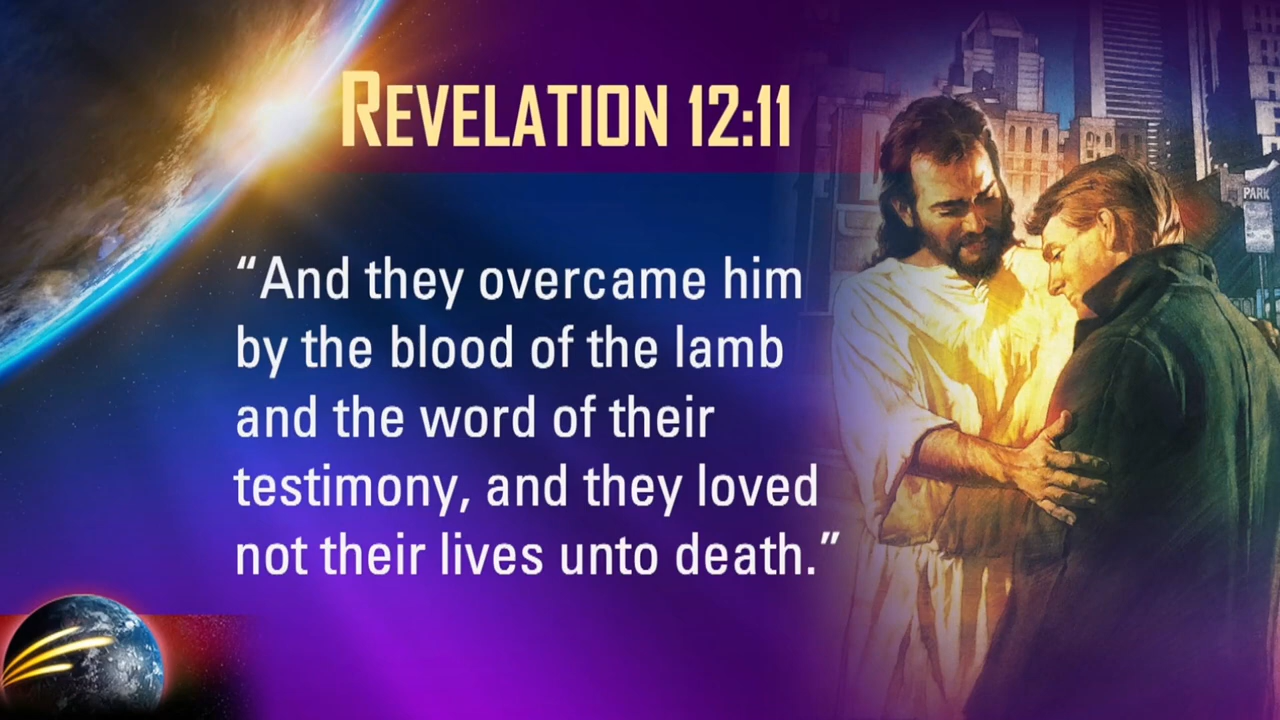 REVELATION 12:11
“And they overcame him
by the blood of the lamb
and the word of their
testimony, and they loved
not their lives unto death.”
PARK